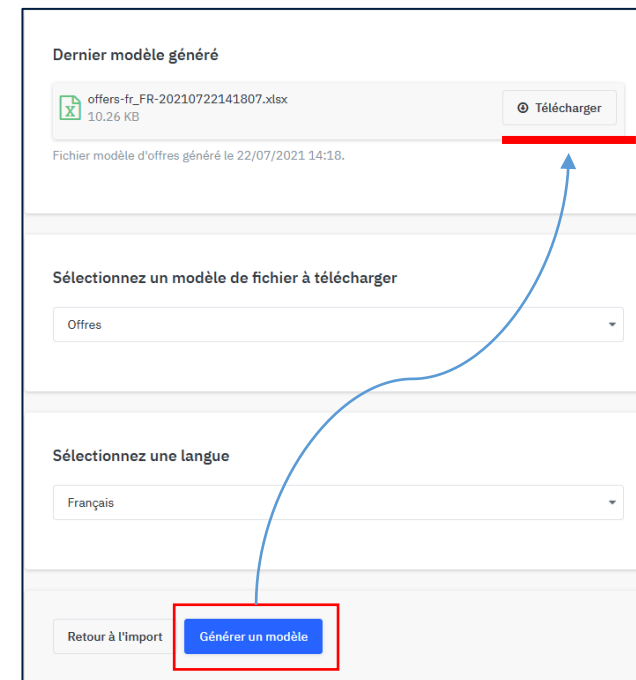 Dernier modèle généré
offers-fr_FR-20210722141807.xlsx
10.26 KB
Télécharger
Fichier modèle d'offres généré le 22/07/2021 14:18.
Sélectionnez un modèle de fichier à télécharger
Offres
Sélectionnez une langue
Français
Retour à l'import
Générer un modèle